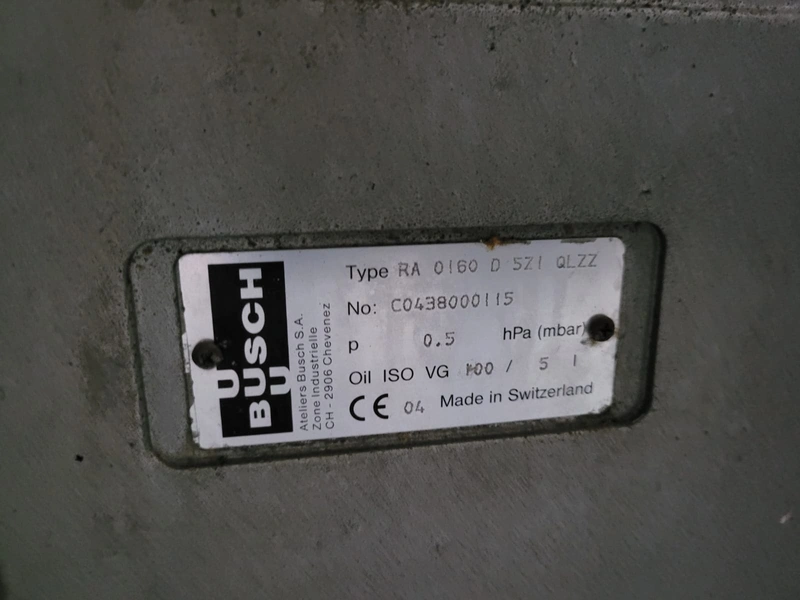 BUSCH
Ateliers Busch S.A.
Zone Industrielle
CH - 2906 Chevenez
Type RA 0160 D 5Z1 QLZZ
No: C0438000115
p 0.5 hPa (mbar)
Oil ISO VG 100 / 5 l
CE 04 Made in Switzerland